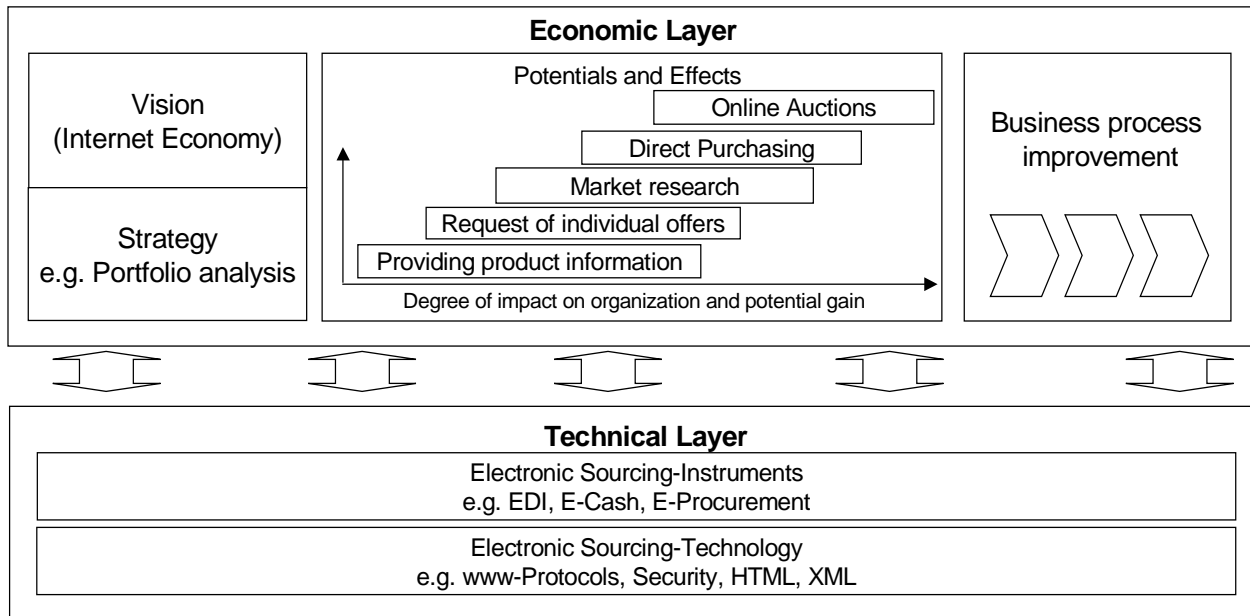 Economic Layer
Vision
(Internet Economy)
Strategy
e.g. Portfolio analysis
Potentials and Effects
Online Auctions
Direct Purchasing
Market research
Request of individual offers
Providing product information
Degree of impact on organization and potential gain
Business process
improvement
Technical Layer
Electronic Sourcing-Instruments
e.g. EDI, E-Cash, E-Procurement
Electronic Sourcing-Technology
e.g. www-Protocols, Security, HTML, XML